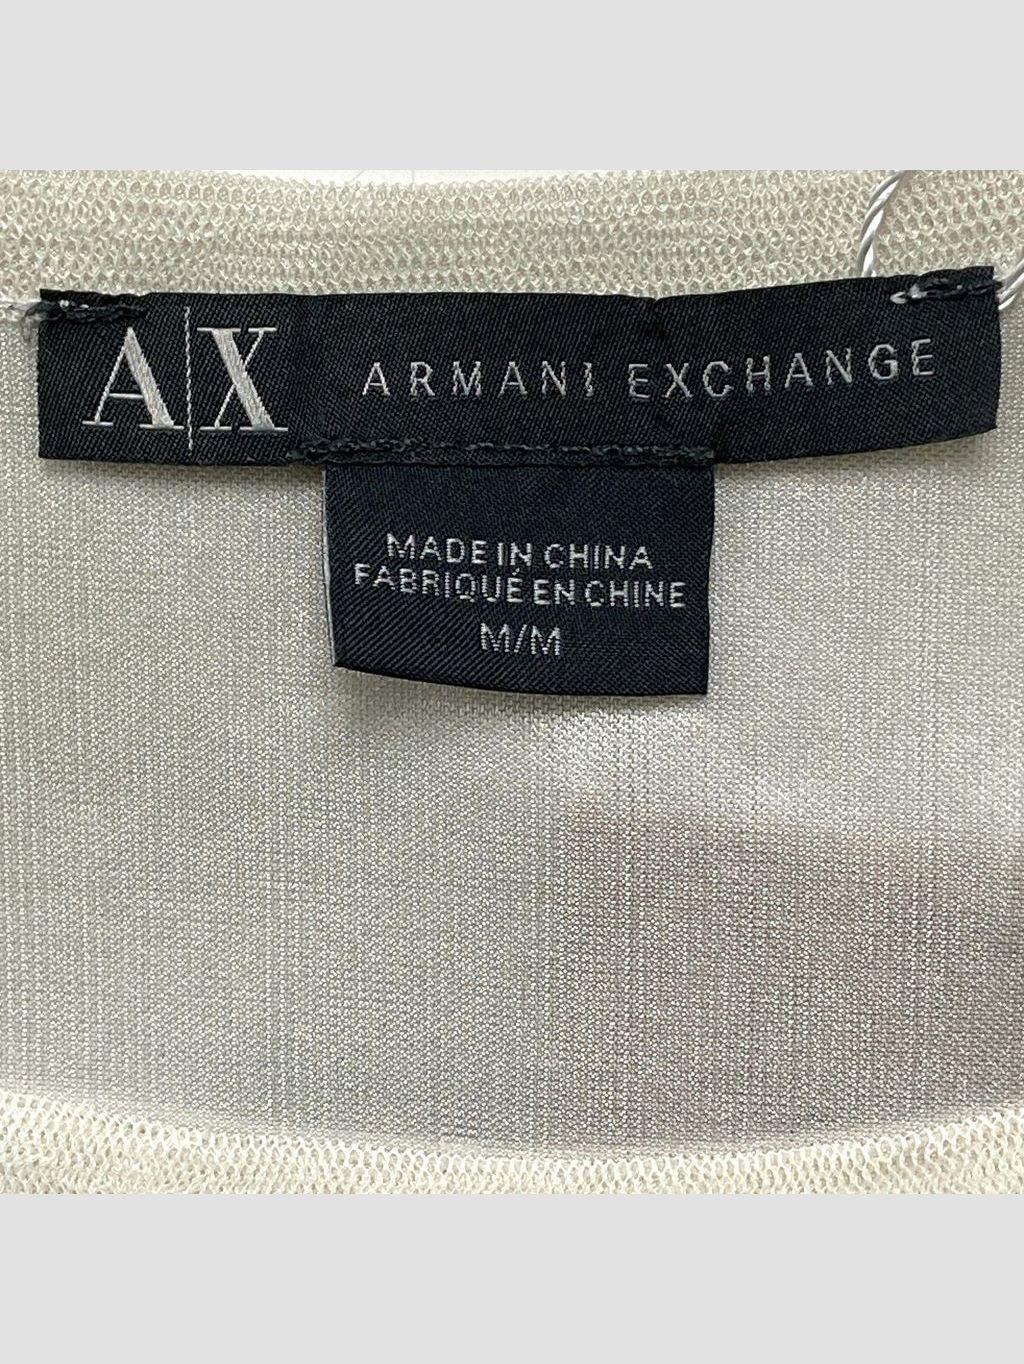 A|X ARMANI EXCHANGE
MADE IN CHINA
FABRIQUÉ EN CHINE
M/M